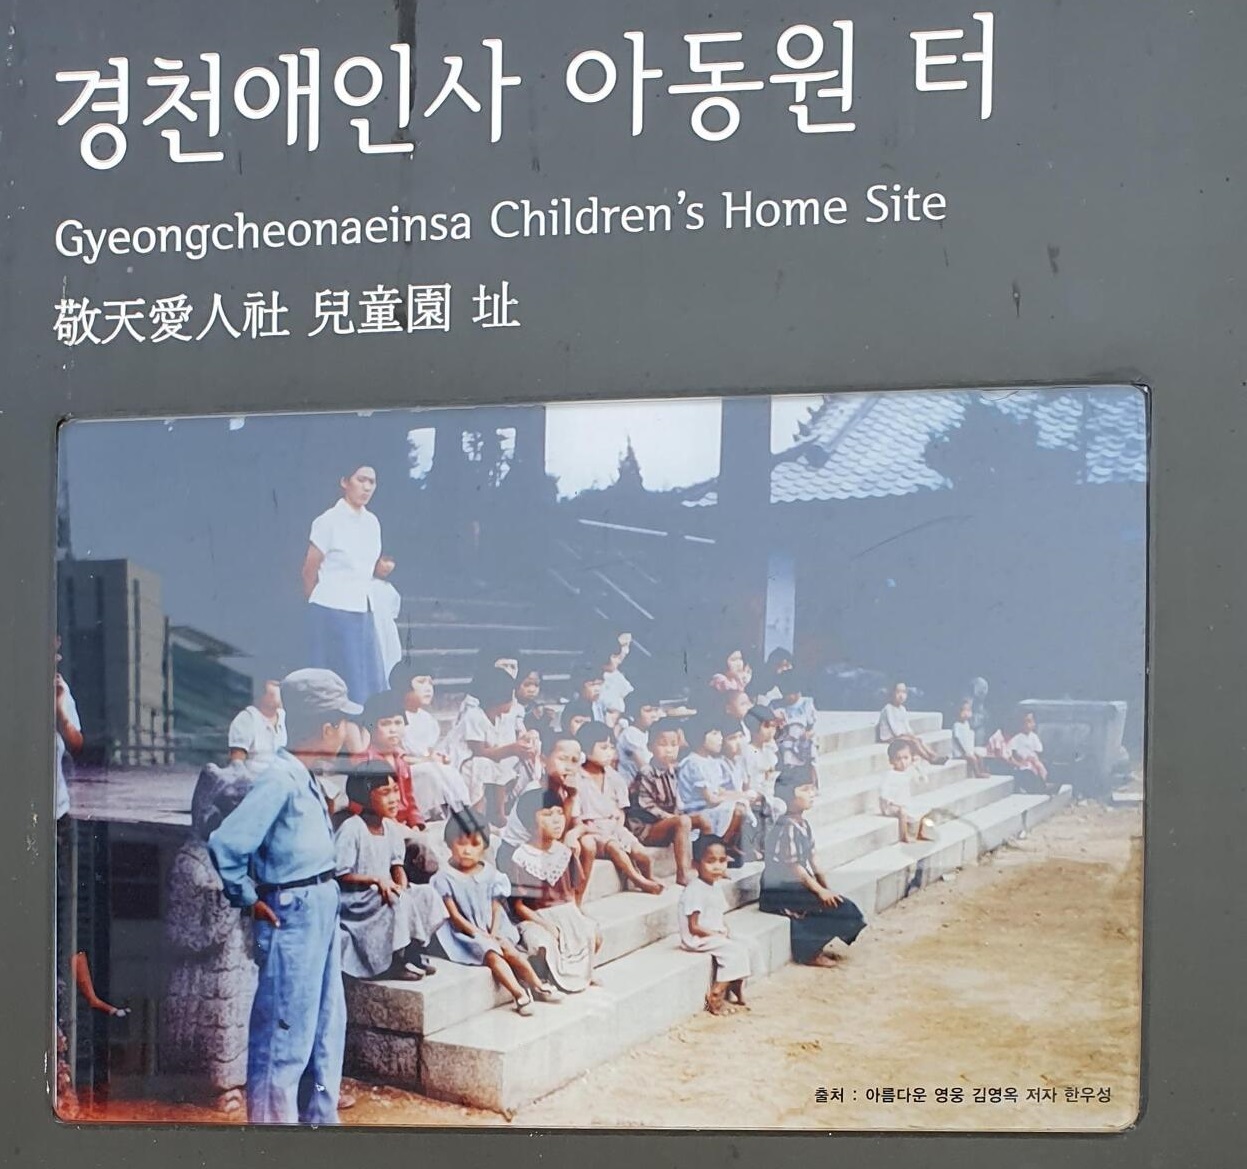 경천애인사 아동원 터
Gyeongcheonaeinsa Children's Home Site
敬天愛人社 兒童園 址
출처 : 아름다운 영웅 김영옥 저자 한우성